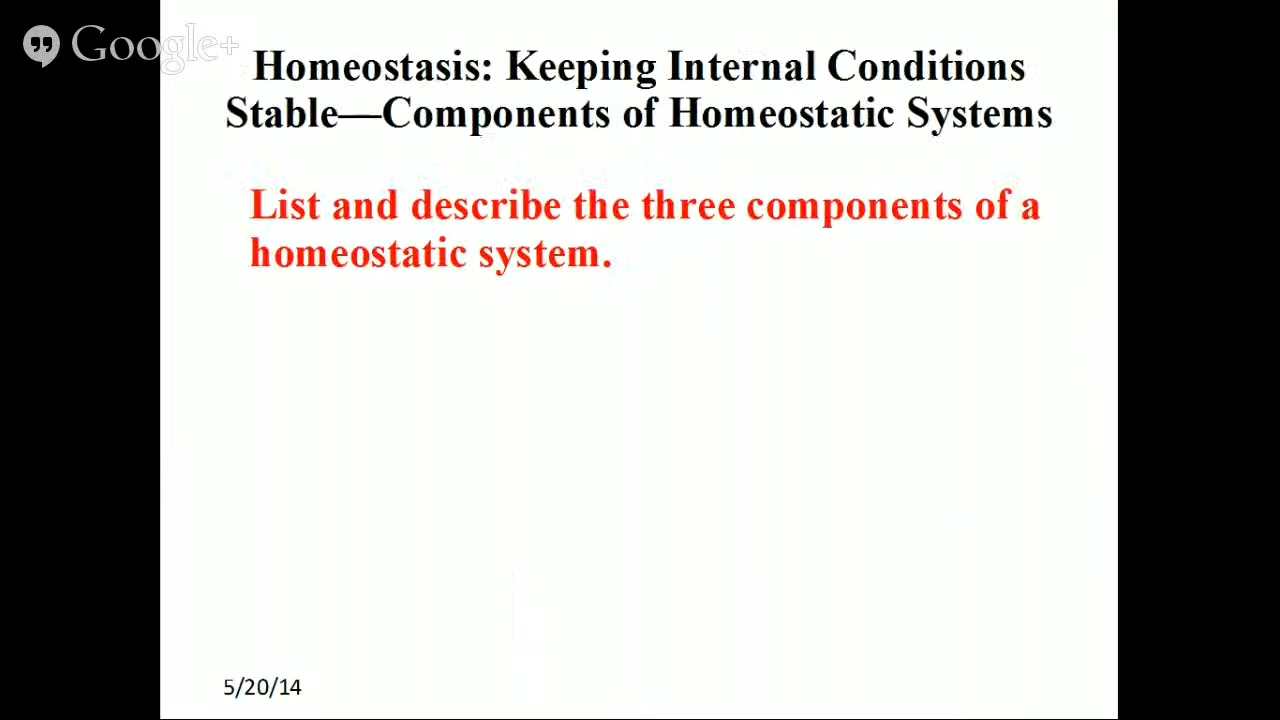 Google+
Homeostasis: Keeping Internal Conditions
Stable—Components of Homeostatic Systems
List and describe the three components of a
homeostatic system.
5/20/14